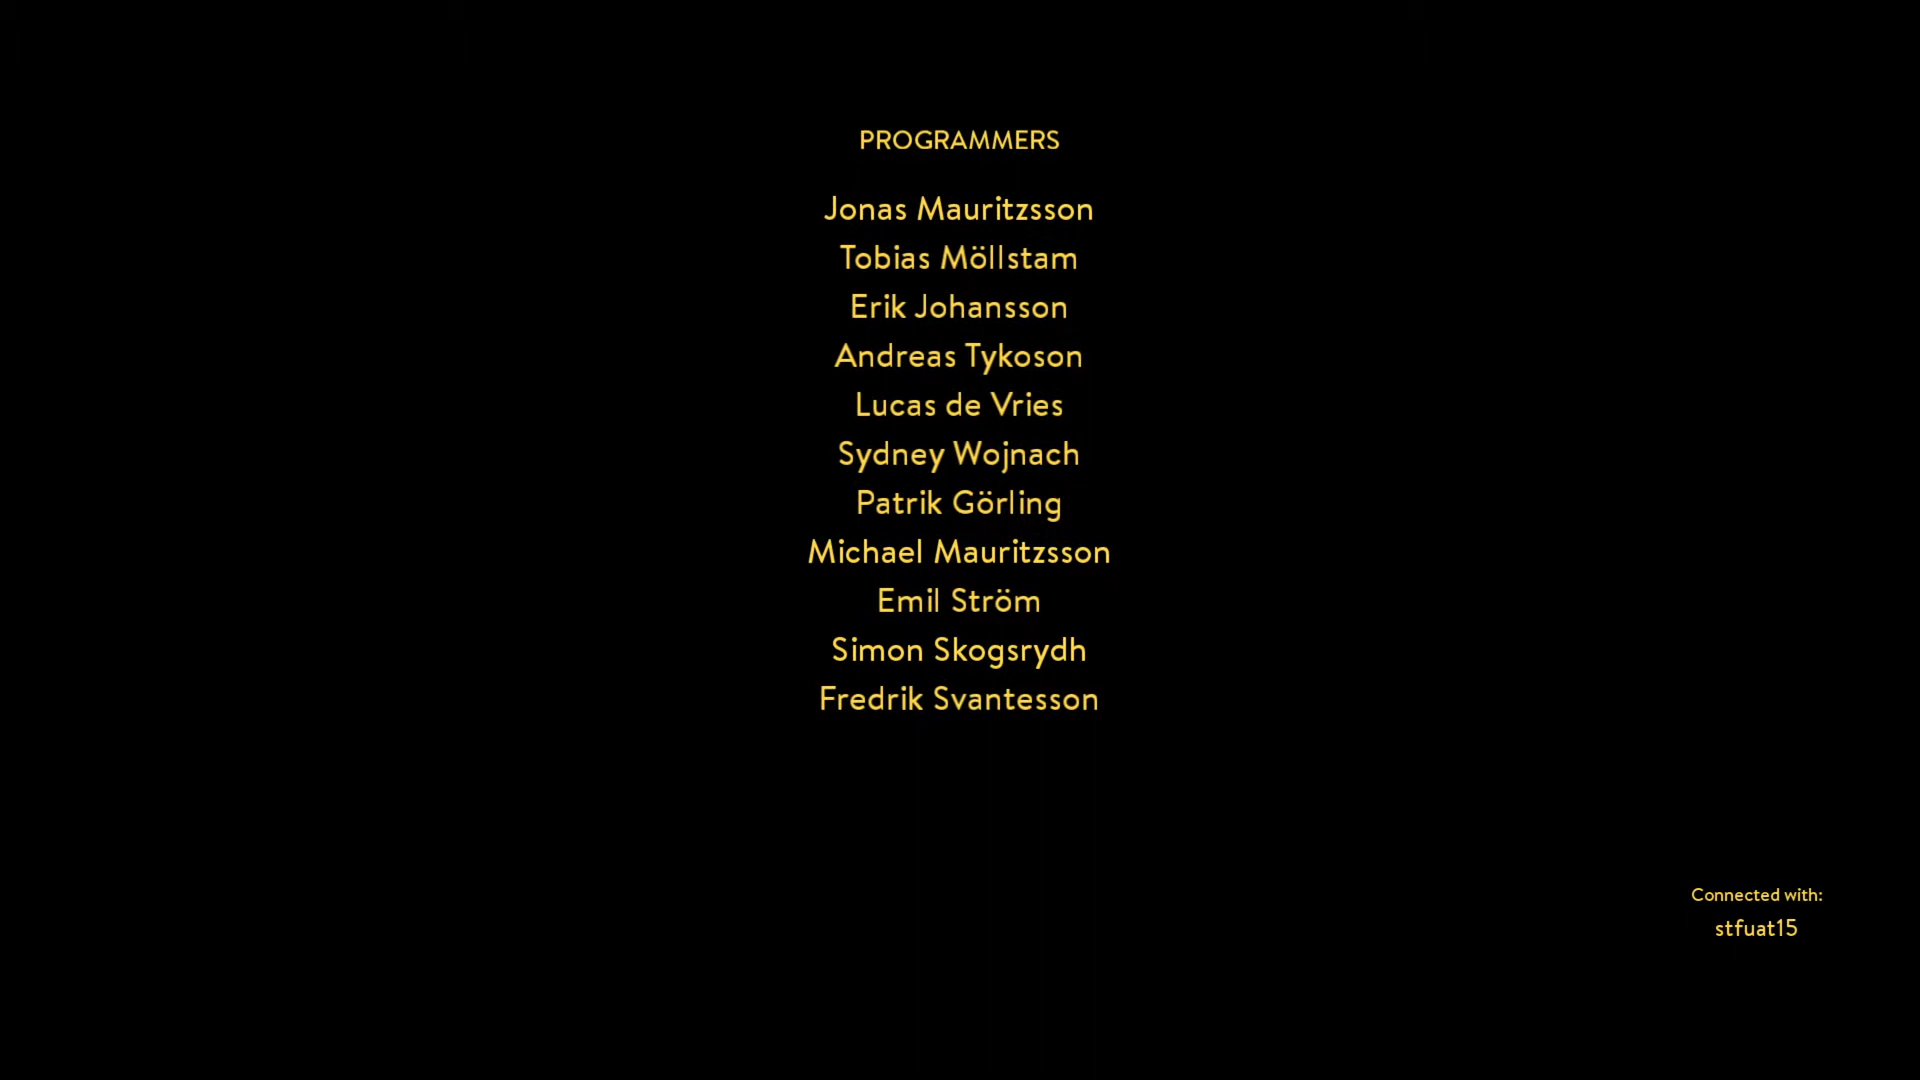 PROGRAMMERS
Jonas Mauritzsson
Tobias Möllstam
Erik Johansson
Andreas Tykoson
Lucas de Vries
Sydney Wojnach
Patrik Görling
Michael Mauritzsson
Emil Ström
Simon Skogsrydh
Fredrik Svantesson
Connected with:
stfuat15